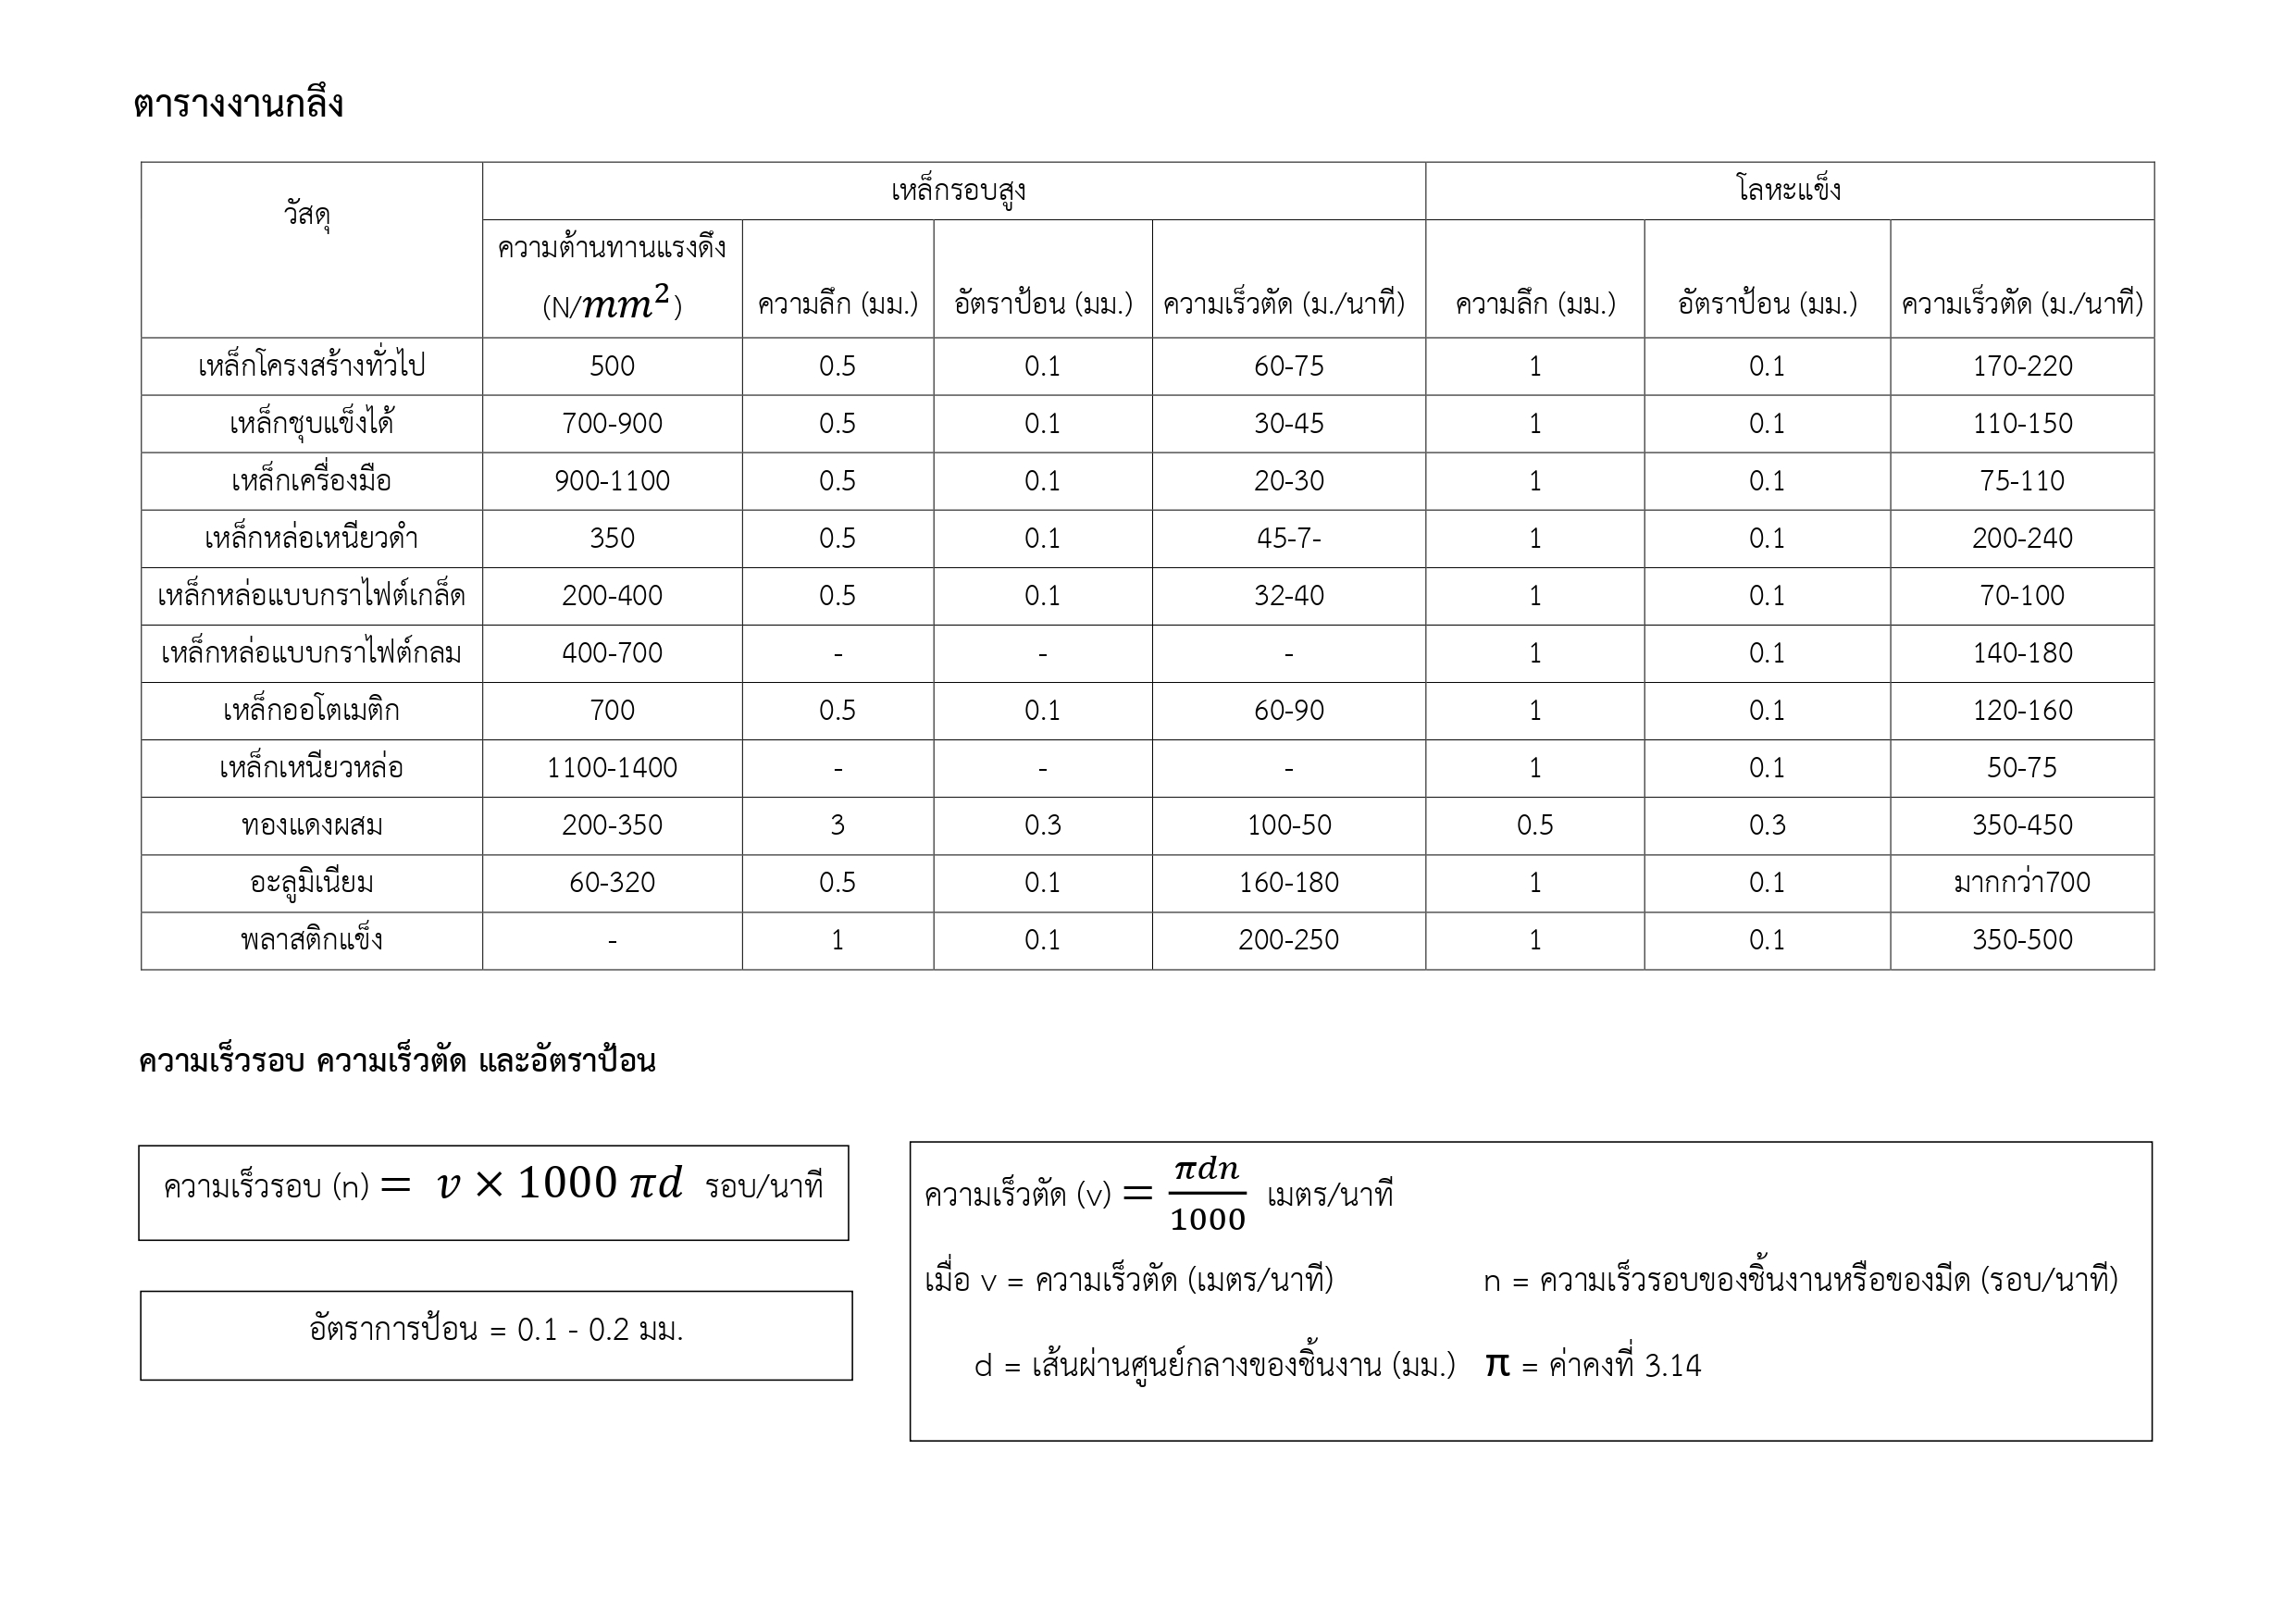 ตารางงานกลึง
วัสดุ เหล็กรอบสูง โลหะแข็ง
ความต้านทานแรงดึง (N/mm²) ความลึก (มม.) อัตราป้อน (มม.) ความเร็วตัด (ม./นาที) ความลึก (มม.) อัตราป้อน (มม.) ความเร็วตัด (ม./นาที)
เหล็กโครงสร้างทั่วไป 500 0.5 0.1 60-75 1 0.1 170-220
เหล็กชุบแข็งได้ 700-900 0.5 0.1 30-45 1 0.1 110-150
เหล็กเครื่องมือ 900-1100 0.5 0.1 20-30 1 0.1 75-110
เหล็กหล่อเหนียวดำ 350 0.5 0.1 45-7- 1 0.1 200-240
เหล็กหล่อแบบกราไฟต์เกล็ด 200-400 0.5 0.1 32-40 1 0.1 70-100
เหล็กหล่อแบบกราไฟต์กลม 400-700 - - - 1 0.1 140-180
เหล็กออโตเมติก 700 0.5 0.1 60-90 1 0.1 120-160
เหล็กเหนียวหล่อ 1100-1400 - - - 1 0.1 50-75
ทองแดงผสม 200-350 3 0.3 100-50 0.5 0.3 350-450
อะลูมิเนียม 60-320 0.5 0.1 160-180 1 0.1 มากกว่า700
พลาสติกแข็ง - 1 0.1 200-250 1 0.1 350-500
ความเร็วรอบ ความเร็วตัด และอัตราป้อน
ความเร็วรอบ (n) = v × 1000 πd รอบ/นาที
อัตราการป้อน = 0.1 - 0.2 มม.
ความเร็วตัด (v) = πdn/1000 เมตร/นาที
เมื่อ v = ความเร็วตัด (เมตร/นาที) n = ความเร็วรอบของชิ้นงานหรือของมีด (รอบ/นาที)
d = เส้นผ่านศูนย์กลางของชิ้นงาน (มม.) π = ค่าคงที่ 3.14